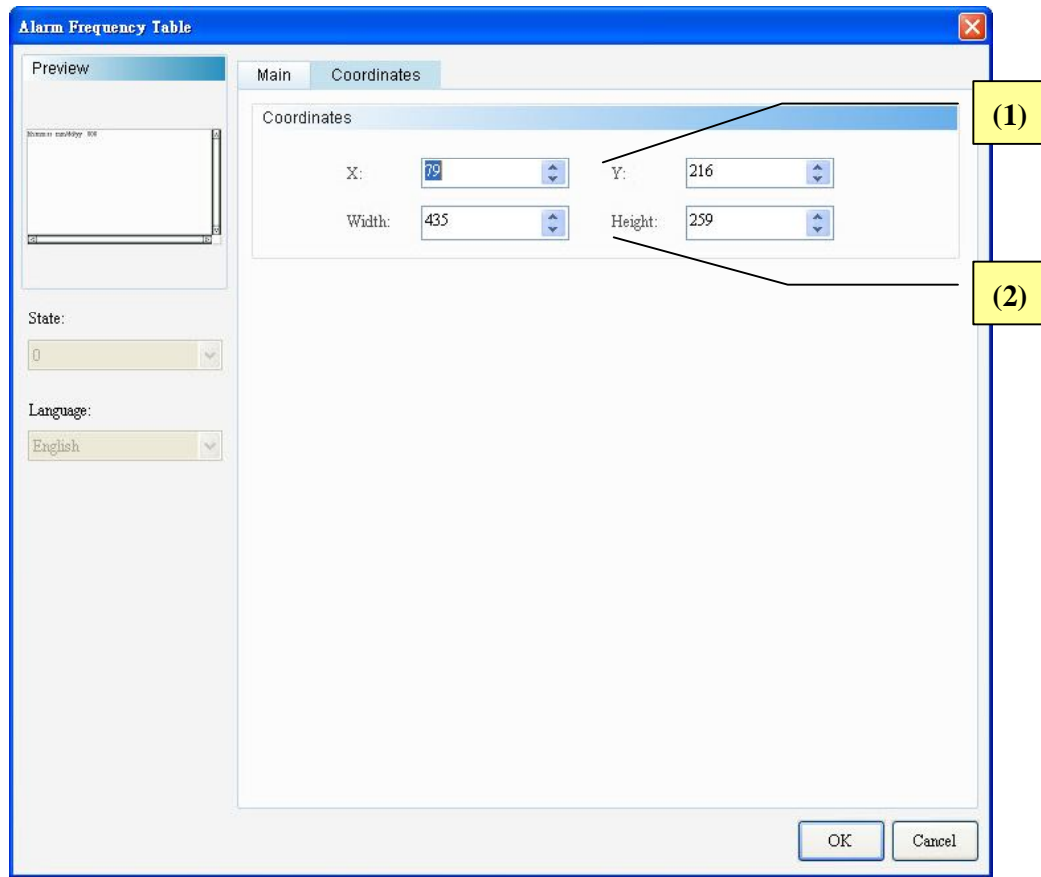 Alarm Frequency Table
Preview
Main Coordinates
Coordinates
(1)
X: 79 Y: 216
Width: 435 Height: 259
(2)
State:
0
Language:
English
OK Cancel